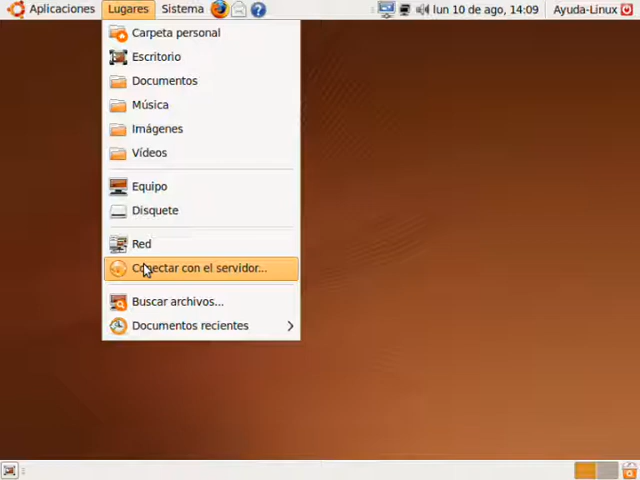 Aplicaciones Lugares Sistema lun 10 de ago, 14:09 Ayuda-Linux
Carpeta personal
Escritorio
Documentos
Música
Imágenes
Vídeos
Equipo
Disquete
Red
Conectar con el servidor...
Buscar archivos...
Documentos recientes